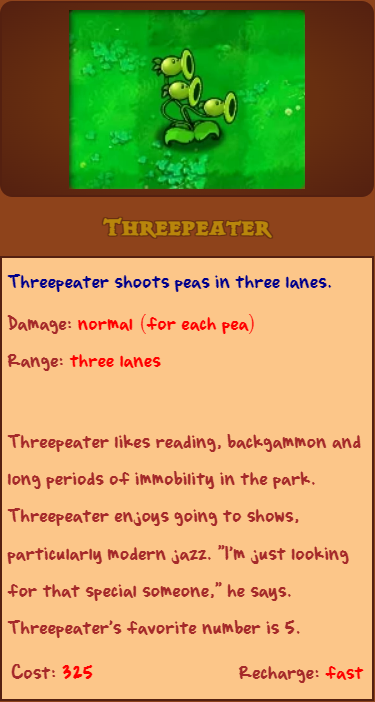 Threepeater
Threepeater shoots peas in three lanes.
Damage: normal (for each pea)
Range: three lanes
Threepeater likes reading, backgammon and
long periods of immobility in the park.
Threepeater enjoys going to shows,
particularly modern jazz. "I'm just looking
for that special someone," he says.
Threepeater's favorite number is 5.
Cost: 325 Recharge: fast